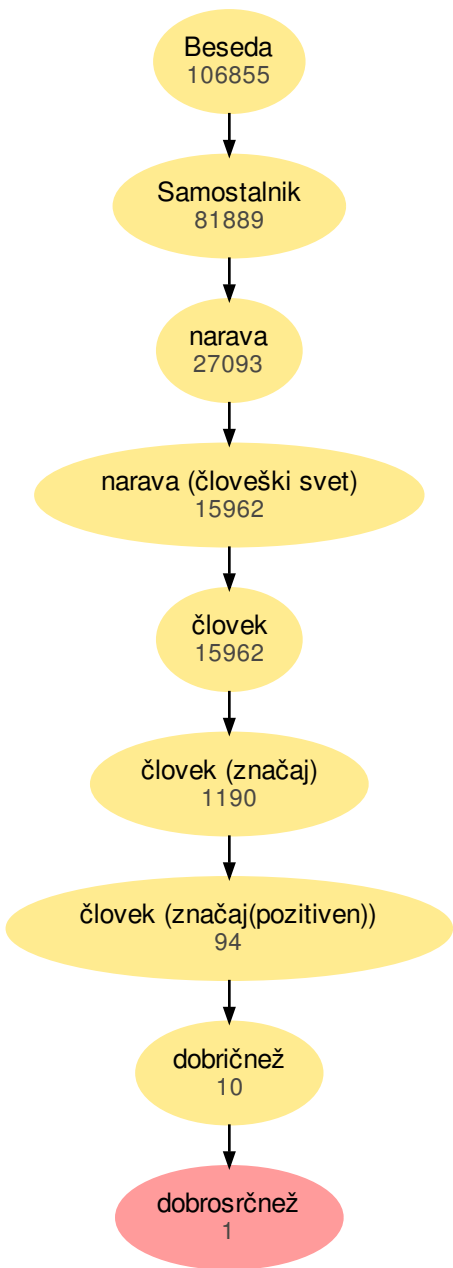 Beseda
106855
Samostalnik
81889
narava
27093
narava (človeški svet)
15962
človek
15962
človek (značaj)
1190
človek (značaj(pozitiven))
94
dobričnež
10
dobrosrčnež
1